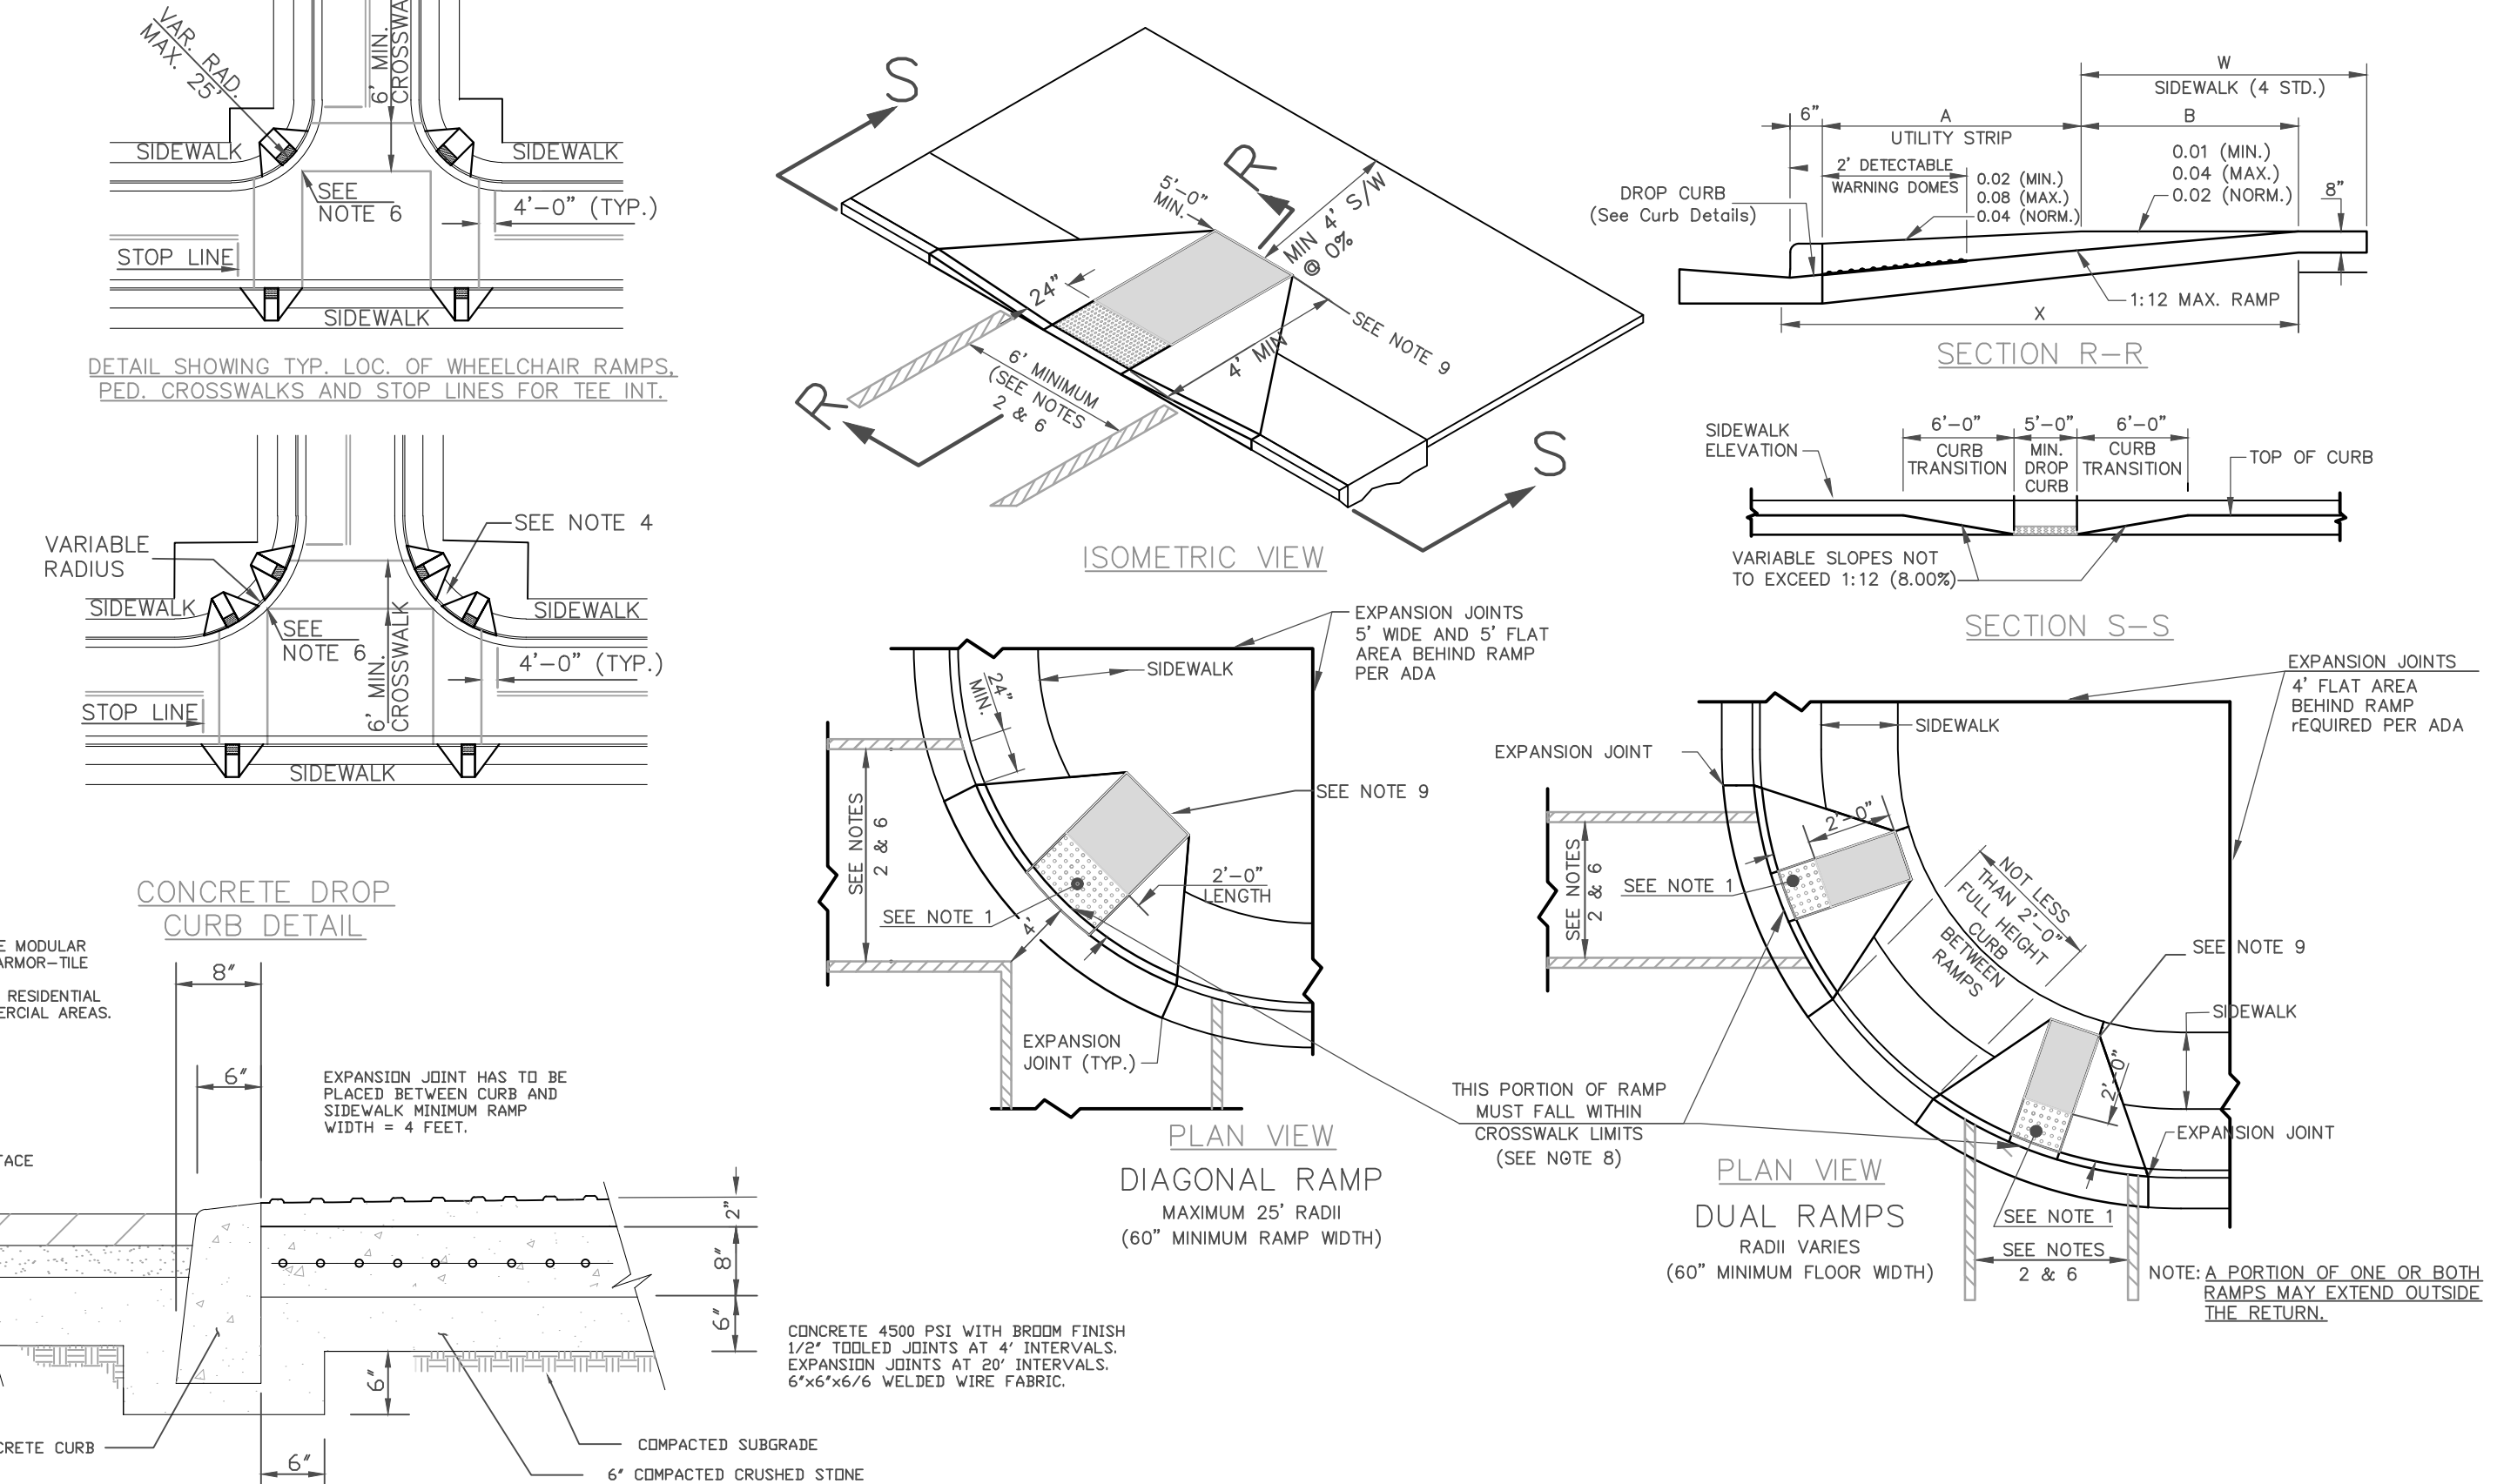 VAR. RAD.
MAX. 25'
6' MIN.
SIDEWALK
SIDEWALK
SEE
NOTE 6
4'-0" (TYP.)
STOP LINE
SIDEWALK
DETAIL SHOWING TYP. LOC. OF WHEELCHAIR RAMPS,
PED. CROSSWALKS AND STOP LINES FOR TEE INT.
SEE NOTE 4
VARIABLE
RADIUS
SIDEWALK
SIDEWALK
SEE
NOTE 6
6' MIN.
CROSSWALK
4'-0" (TYP.)
STOP LINE
SIDEWALK
S
R
5'-0"
MIN.
MIN 4' S/W
@ 0%
24"
SEE NOTE 9
4' MIN
6' MINIMUM
(SEE NOTES
2 & 6
R
S
ISOMETRIC VIEW
W
SIDEWALK (4 STD.)
6"
A
B
UTILITY STRIP
2' DETECTABLE
WARNING DOMES
0.02 (MIN.)
0.08 (MAX.)
0.04 (NORM.)
0.01 (MIN.)
0.04 (MAX.)
0.02 (NORM.)
8"
DROP CURB
(See Curb Details)
1:12 MAX. RAMP
X
SECTION R-R
SIDEWALK
ELEVATION
6'-0"
CURB
TRANSITION
5'-0"
MIN.
DROP
CURB
6'-0"
CURB
TRANSITION
TOP OF CURB
VARIABLE SLOPES NOT
TO EXCEED 1:12 (8.00%)
SECTION S-S
EXPANSION JOINTS
5' WIDE AND 5' FLAT
AREA BEHIND RAMP
PER ADA
SIDEWALK
24"
MIN.
SEE NOTE 9
SEE NOTES
2 & 6
2'-0"
LENGTH
SEE NOTE 1
4'
EXPANSION
JOINT (TYP.)
PLAN VIEW
DIAGONAL RAMP
MAXIMUM 25' RADII
(60" MINIMUM RAMP WIDTH)
EXPANSION JOINTS
4' FLAT AREA
BEHIND RAMP
rEQUIRED PER ADA
SIDEWALK
EXPANSION JOINT
2'-0"
SEE NOTES
2 & 6
SEE NOTE 1
NOT LESS
THAN 2'-0"
FULL HEIGHT
CURB
BETWEEN
RAMPS
SEE NOTE 9
SIDEWALK
2'-0"
EXPANSION JOINT
THIS PORTION OF RAMP
MUST FALL WITHIN
CROSSWALK LIMITS
(SEE NOTE 8)
PLAN VIEW
DUAL RAMPS
RADII VARIES
(60" MINIMUM FLOOR WIDTH)
SEE NOTE 1
SEE NOTES
2 & 6
NOTE: A PORTION OF ONE OR BOTH
RAMPS MAY EXTEND OUTSIDE
THE RETURN.
CONCRETE DROP
CURB DETAIL
MODULAR
ARMOR-TILE
RESIDENTIAL
AREAS.
8"
6"
EXPANSION JOINT HAS TO BE
PLACED BETWEEN CURB AND
SIDEWALK MINIMUM RAMP
WIDTH = 4 FEET.
2"
8"
6"
6"
CURB
6"
COMPACTED SUBGRADE
6" COMPACTED CRUSHED STONE
CONCRETE 4500 PSI WITH BROOM FINISH
1/2" TOOLED JOINTS AT 4' INTERVALS.
EXPANSION JOINTS AT 20' INTERVALS.
6"x6"x6/6 WELDED WIRE FABRIC.